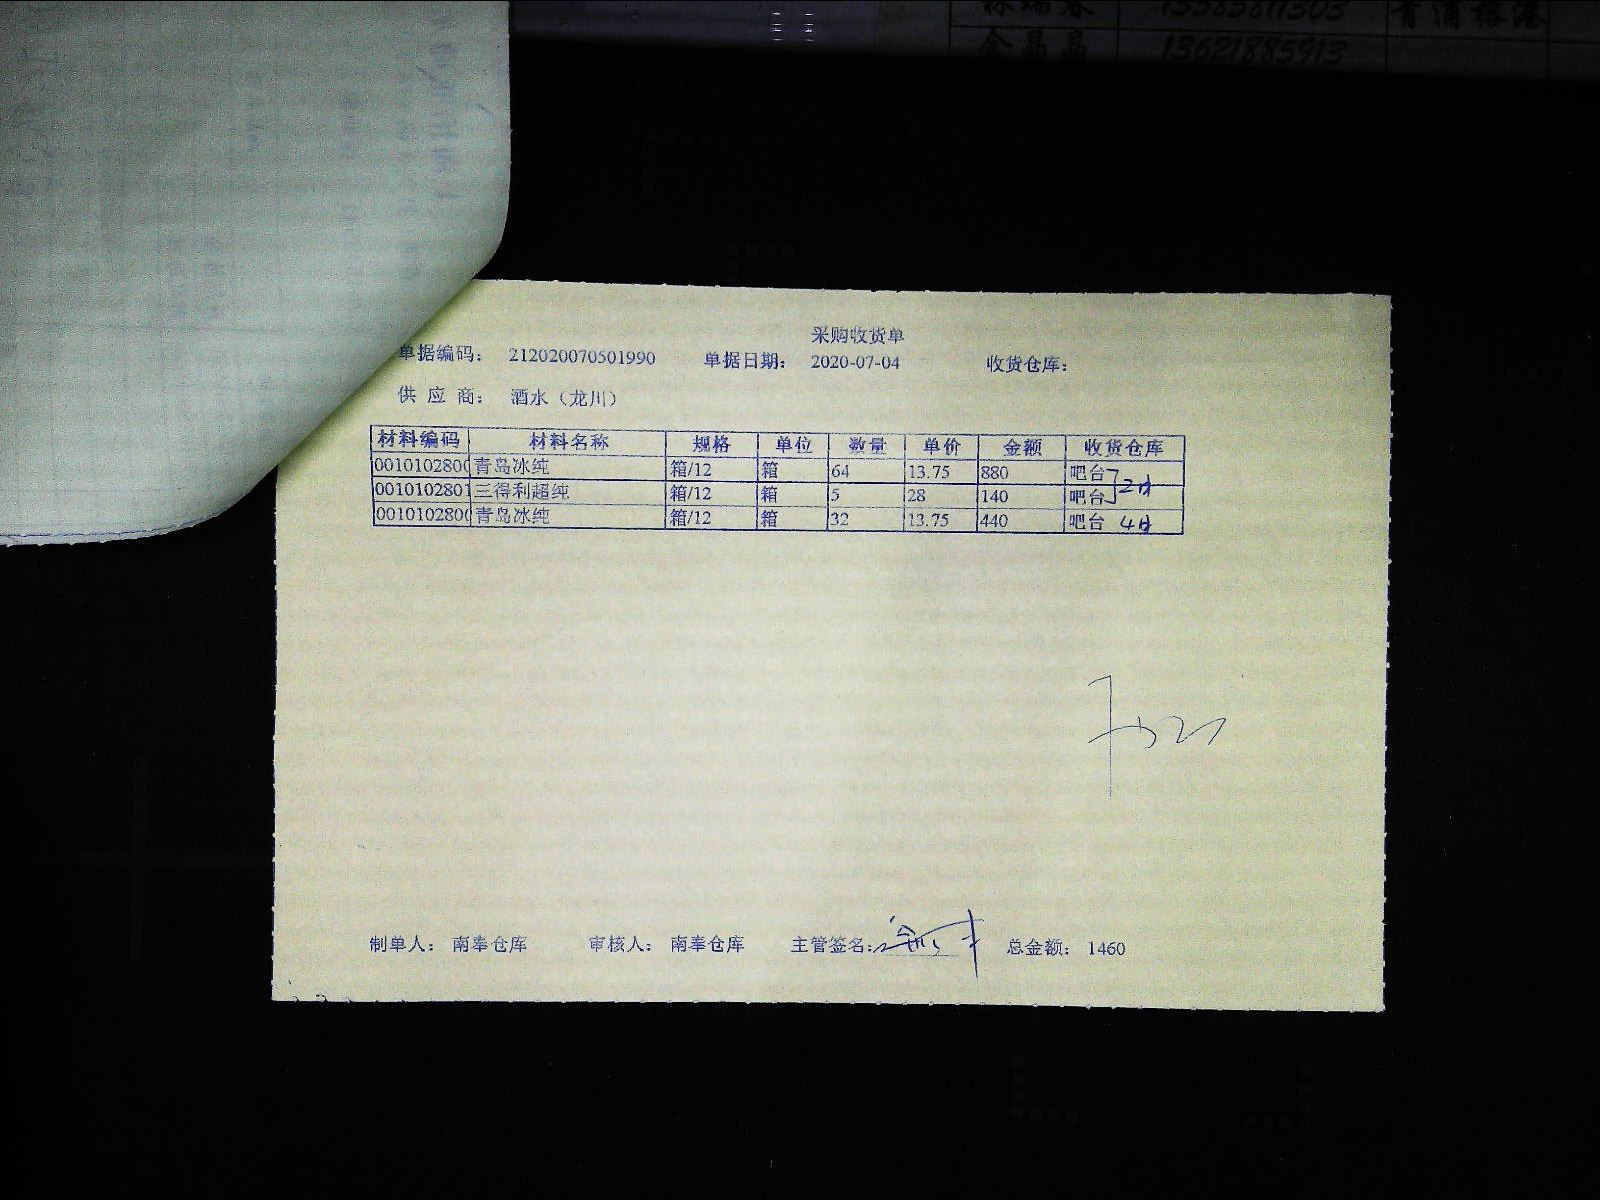 13621885913
采购收货单
单据编码： 212020070501990 单据日期： 2020-07-04 收货仓库：
供 应 商： 酒水（龙川）
材料编码 材料名称 规格 单位 数量 单价 金额 收货仓库
0010102800 青岛冰纯 箱/12 箱 64 13.75 880 吧台
0010102801 三得利超纯 箱/12 箱 5 28 140 吧台 2日
0010102800 青岛冰纯 箱/12 箱 32 13.75 440 吧台 4日
制单人： 南奉仓库 审核人： 南奉仓库 主管签名： 总金额： 1460